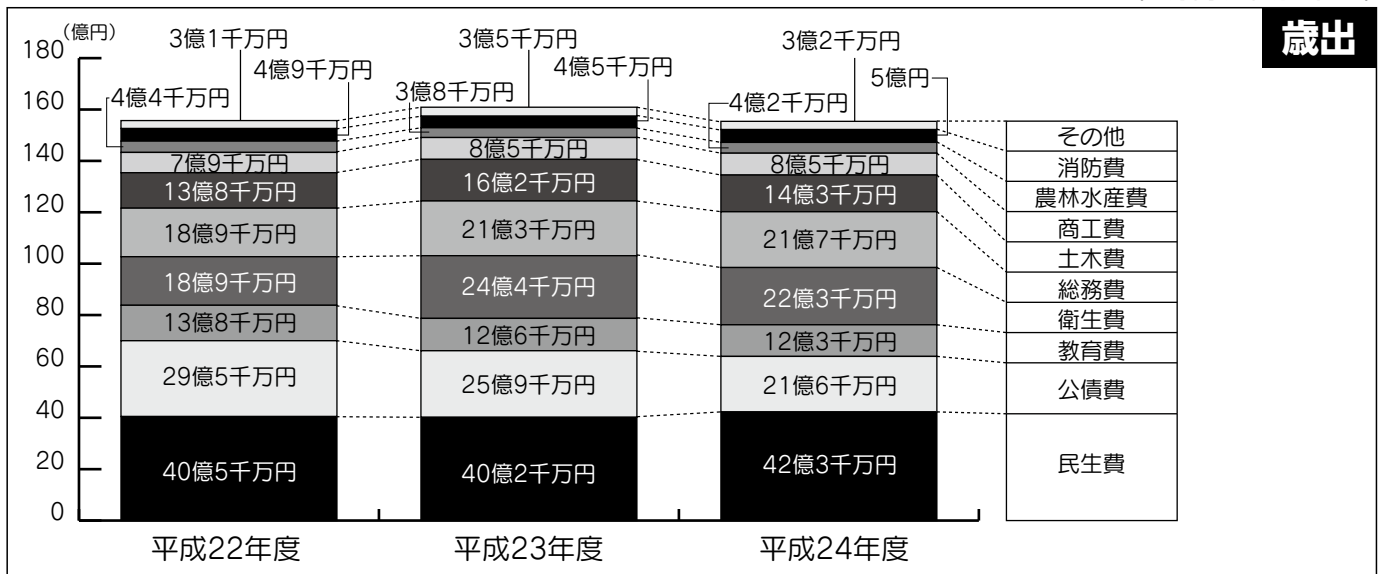 歳出
（億円）
180
160
140
120
100
80
60
40
20
0
3億1千万円
4億9千万円
4億4千万円
7億9千万円
13億8千万円
18億9千万円
18億9千万円
13億8千万円
29億5千万円
40億5千万円
平成22年度
3億5千万円
4億5千万円
3億8千万円
8億5千万円
16億2千万円
21億3千万円
24億4千万円
12億6千万円
25億9千万円
40億2千万円
平成23年度
3億2千万円
5億円
4億2千万円
8億5千万円
14億3千万円
21億7千万円
22億3千万円
12億3千万円
21億6千万円
42億3千万円
平成24年度
その他
消防費
農林水産費
商工費
土木費
総務費
衛生費
教育費
公債費
民生費